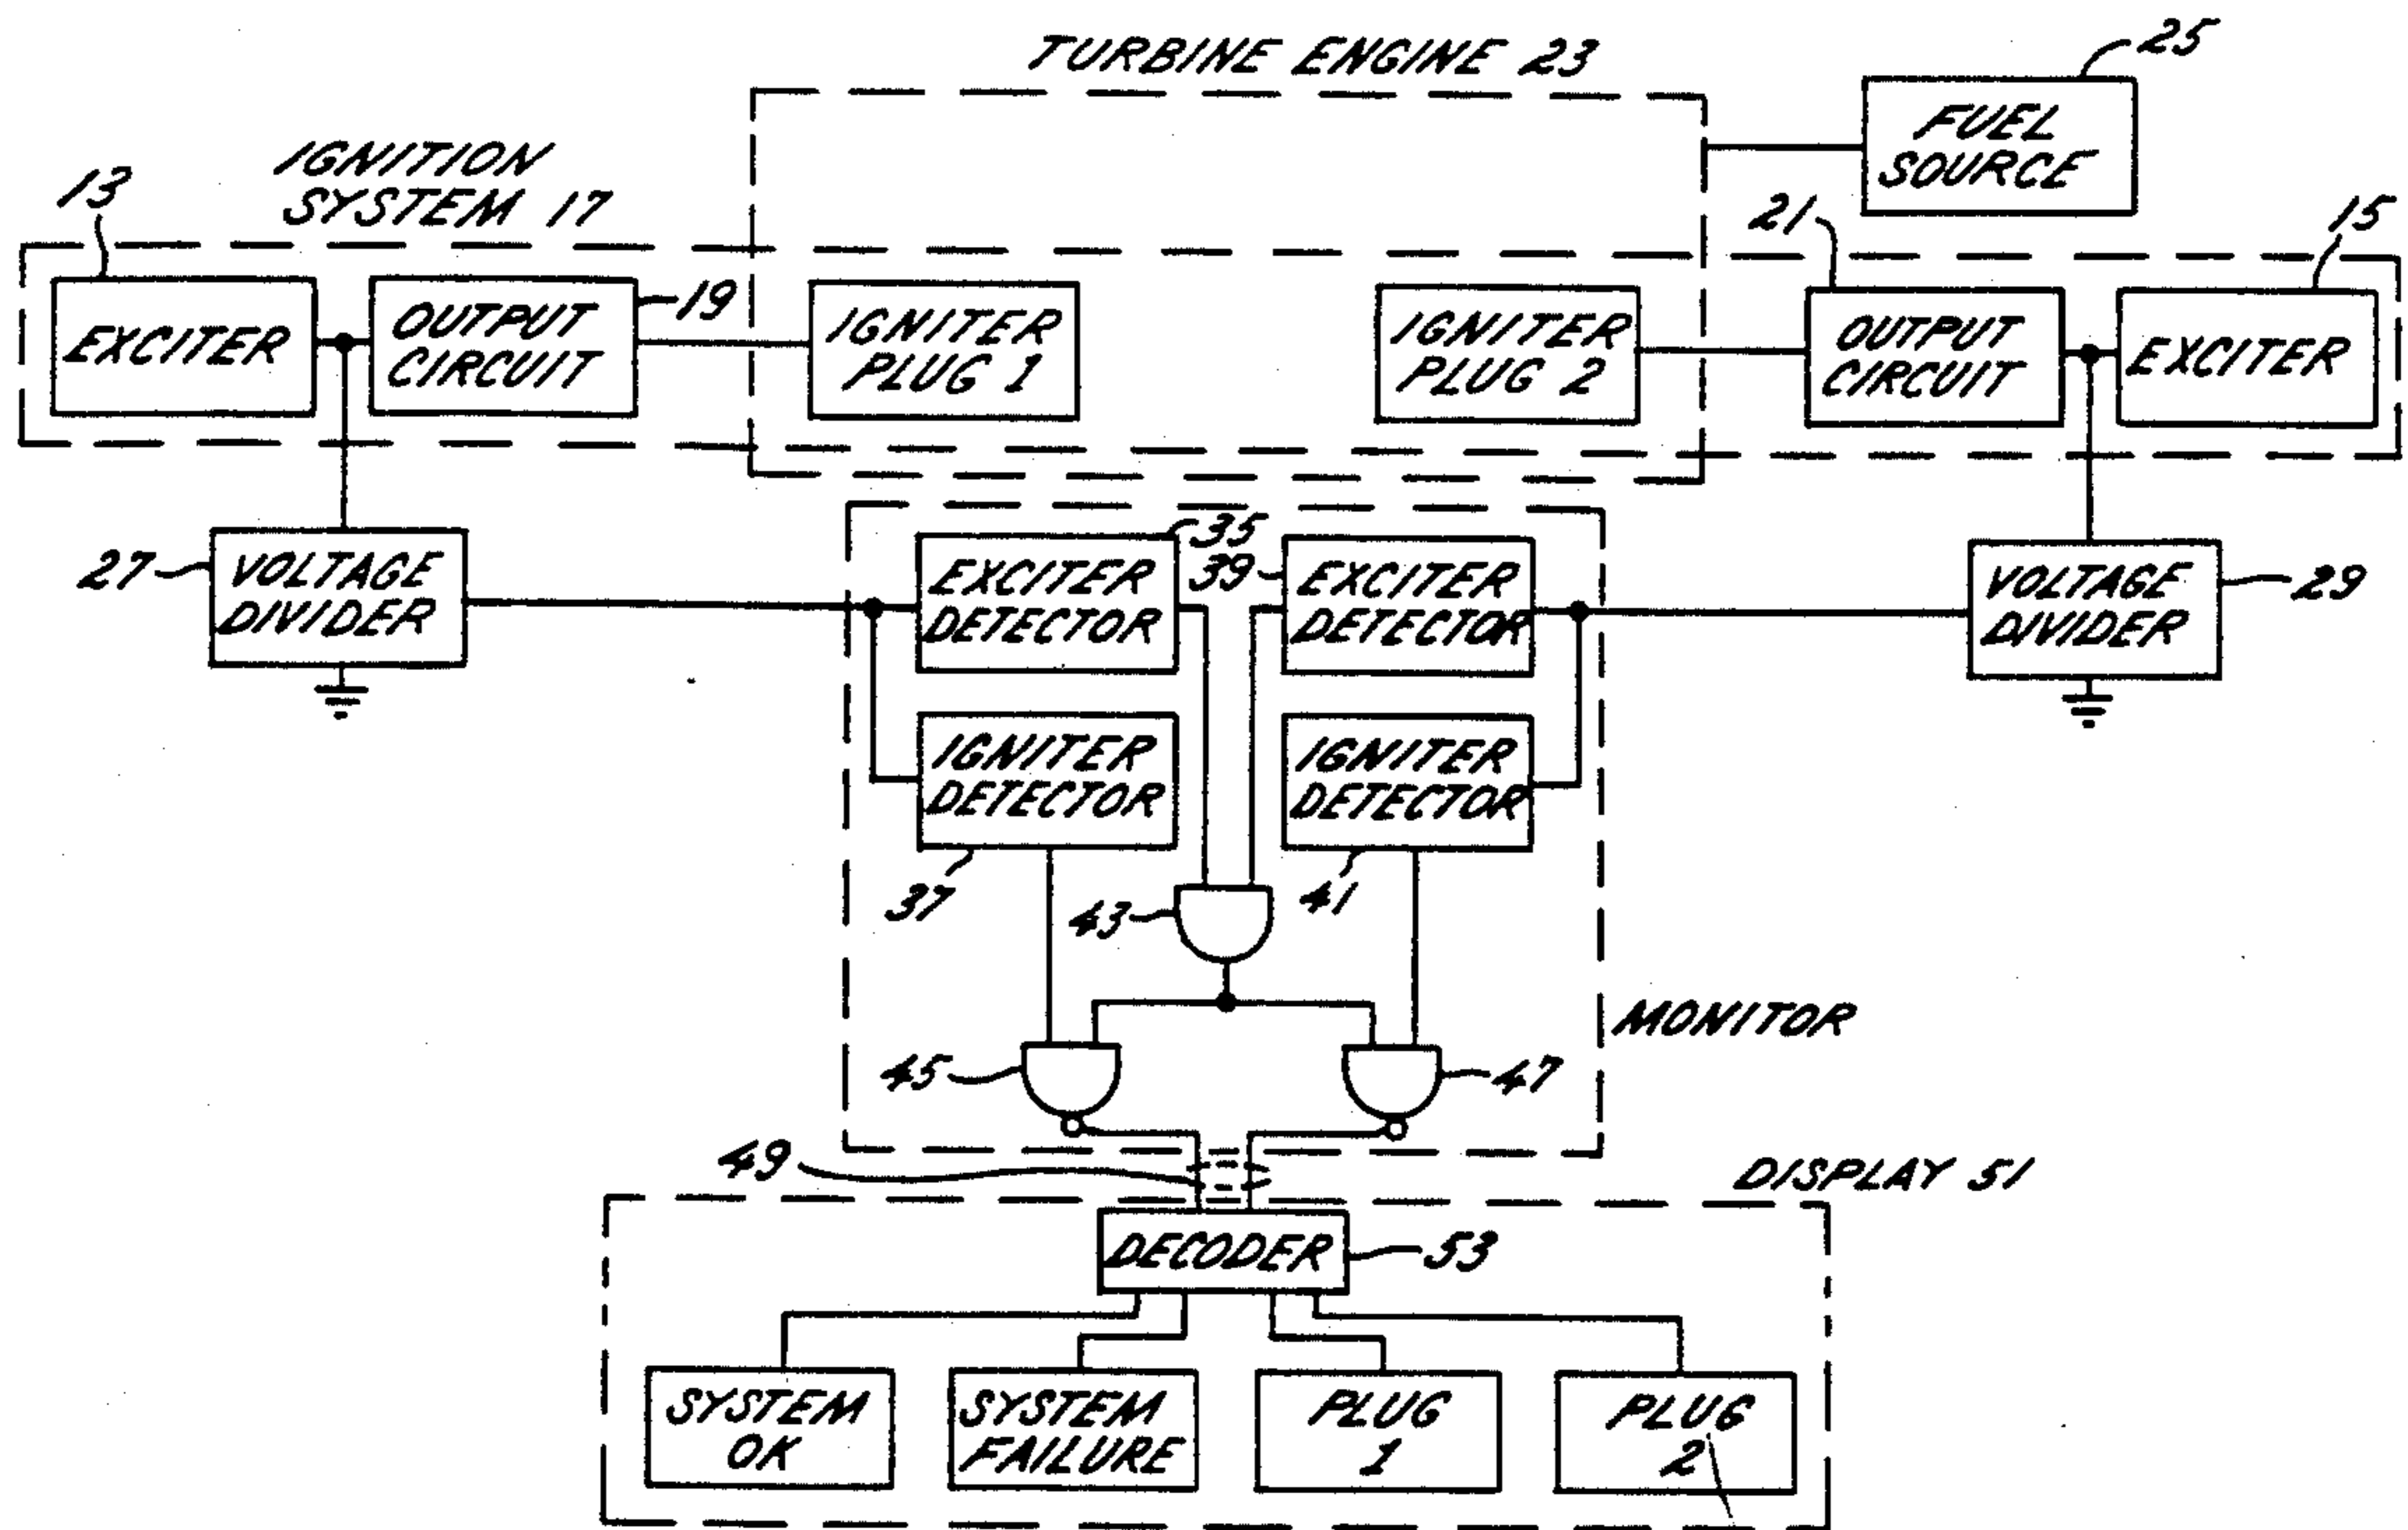 TURBINE ENGINE 23
25
FUEL
SOURCE
IGNITION
SYSTEM 17
13
21
15
EXCITER
OUTPUT
CIRCUIT
19
IGNITER
PLUG 1
IGNITER
PLUG 2
OUTPUT
CIRCUIT
EXCITER
27
VOLTAGE
DIVIDER
35
EXCITER
DETECTOR
39
EXCITER
DETECTOR
VOLTAGE
DIVIDER
29
IGNITER
DETECTOR
IGNITER
DETECTOR
37
43
41
MONITOR
45
47
49
DISPLAY 51
DECODER
53
SYSTEM
OK
SYSTEM
FAILURE
PLUG
1
PLUG
2